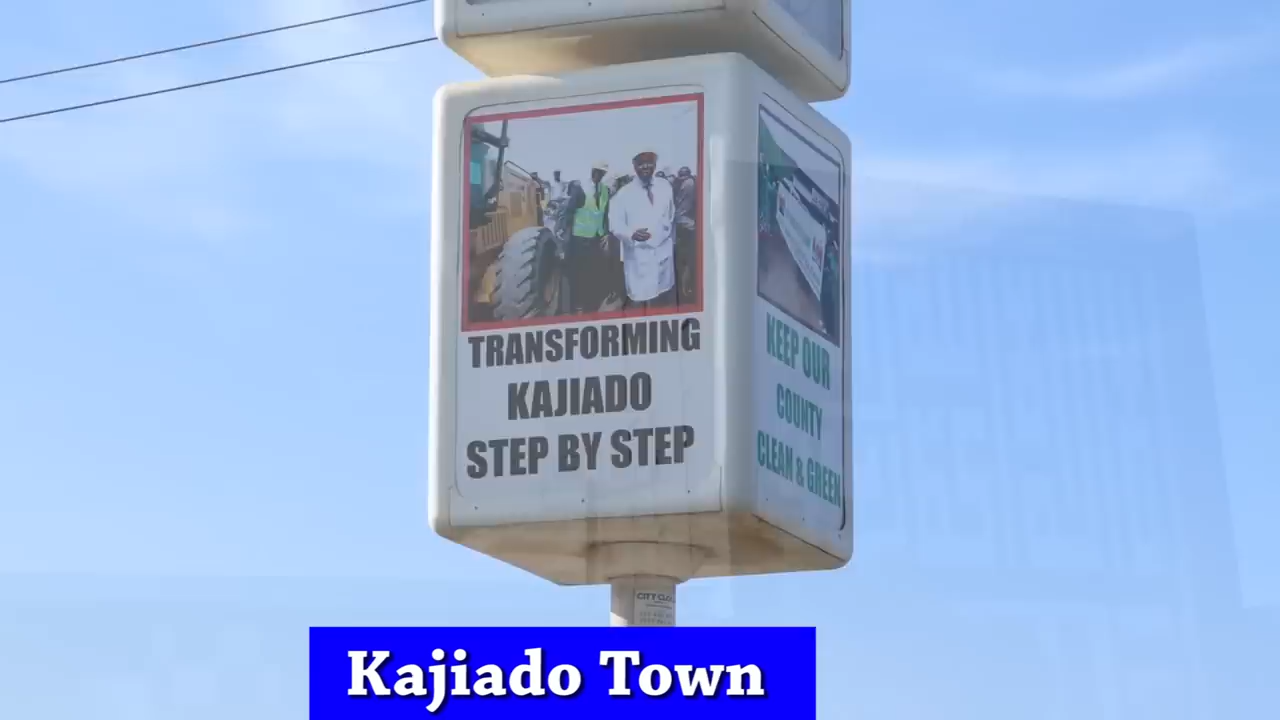 TRANSFORMING
KAJIADO
STEP BY STEP
KEEP OUR
COUNTY
CLEAN & GREEN
Kajiado Town